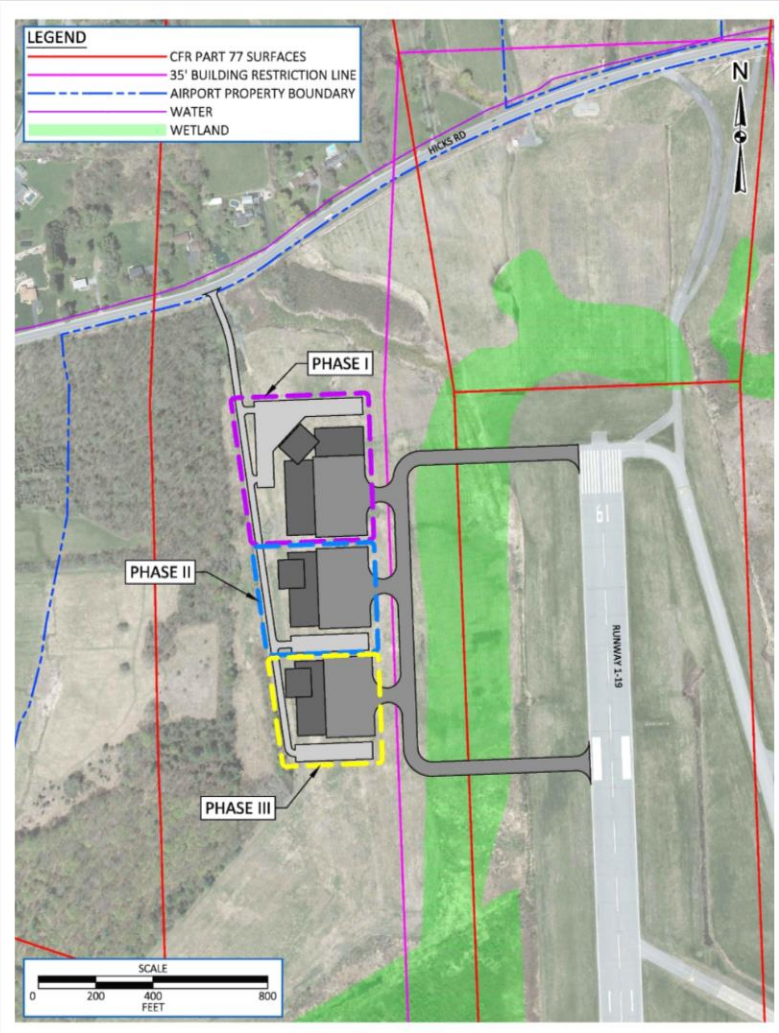 LEGEND
CFR PART 77 SURFACES
35' BUILDING RESTRICTION LINE
AIRPORT PROPERTY BOUNDARY
WATER
WETLAND
N
HICKS RD
PHASE I
PHASE II
RUNWAY 1-19
PHASE III
SCALE
0 200 400 800
FEET